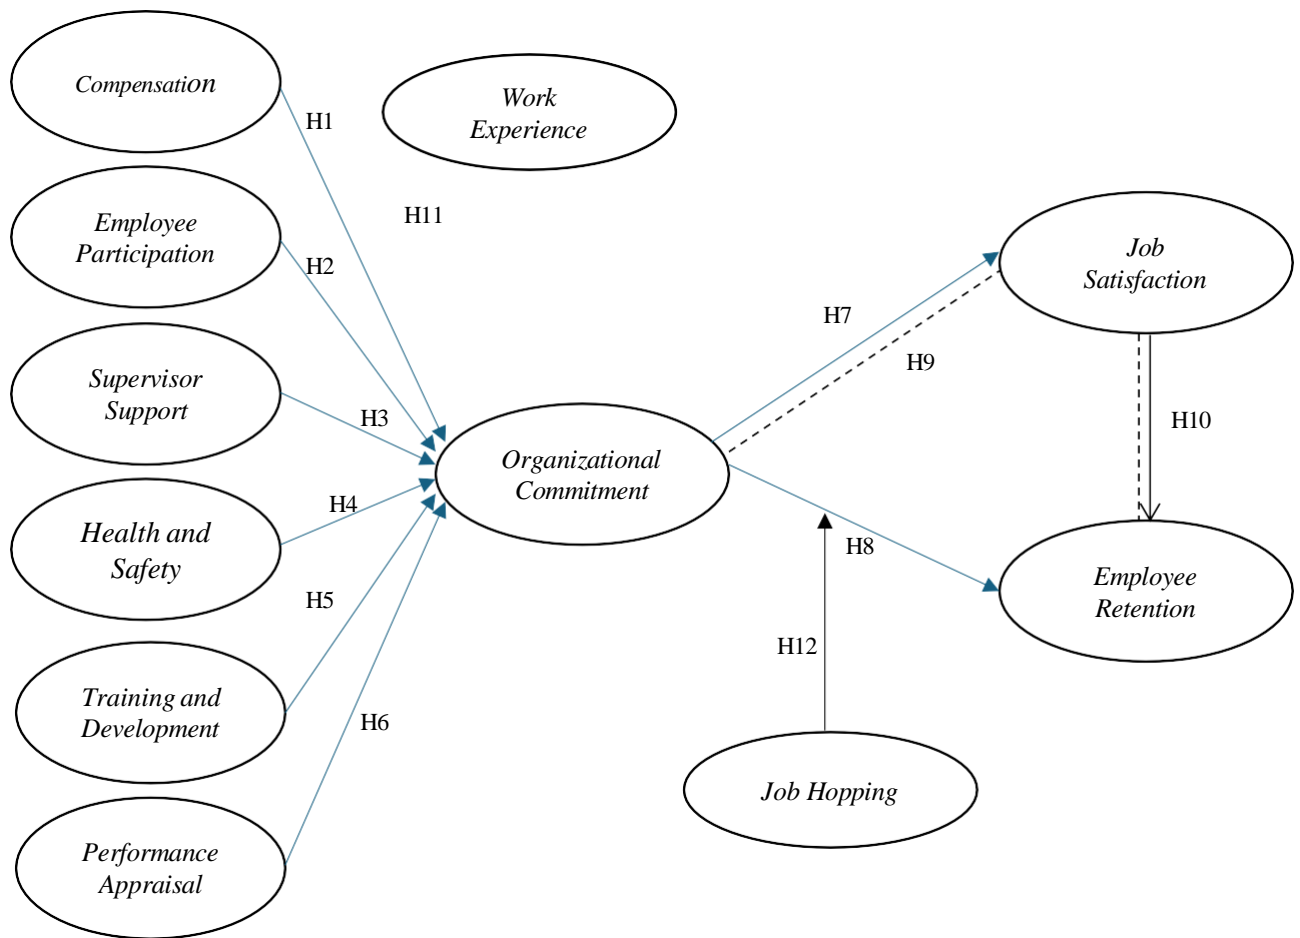 Compensation
H1
Work
Experience
H11
Employee
Participation
H2
Job
Satisfaction
H7
H9
Supervisor
Support
H3
H10
Organizational
Commitment
Health and
Safety
H4
H8
Employee
Retention
H5
H12
Training and
Development
H6
Job Hopping
Performance
Appraisal